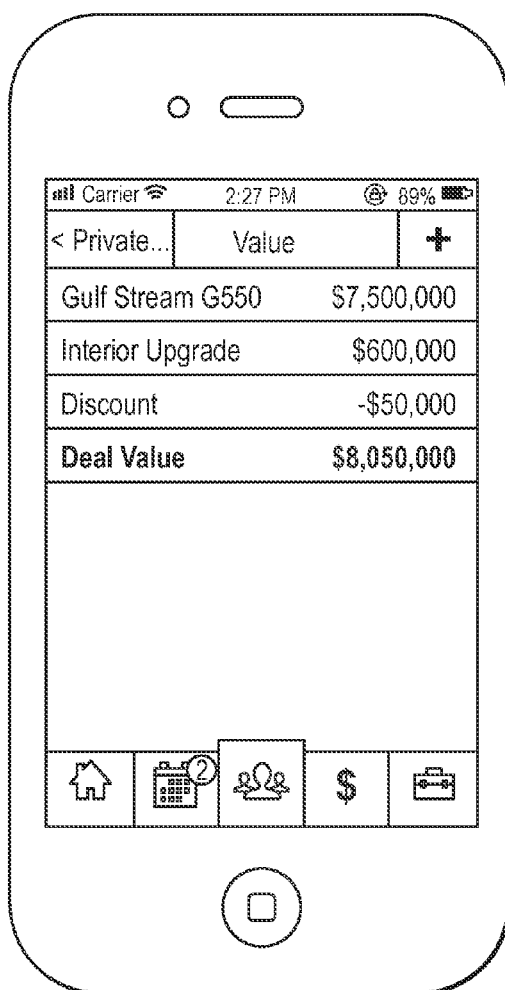 Carrier 2:27 PM 89%
< Private... Value +
Gulf Stream G550 $7,500,000
Interior Upgrade $600,000
Discount -$50,000
Deal Value $8,050,000
2
$